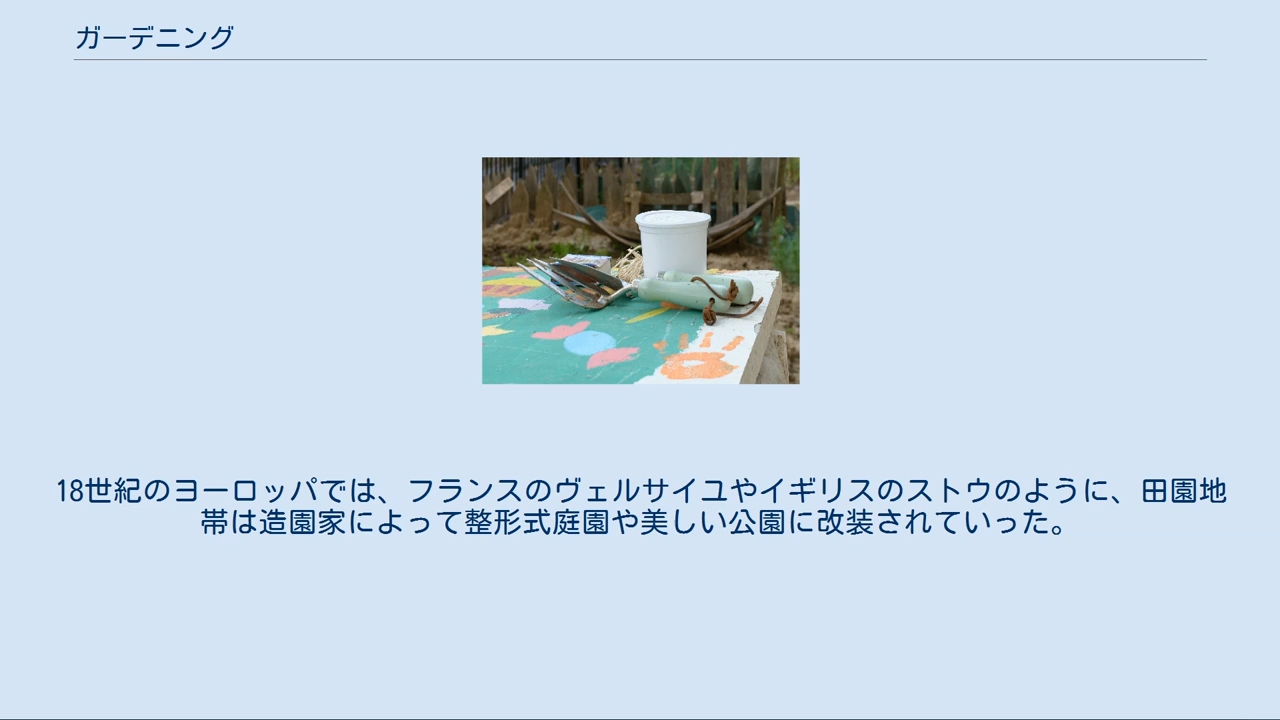 ガーデニング
18世紀のヨーロッパでは、フランスのヴェルサイユやイギリスのストウのように、田園地
帯は造園家によって整形式庭園や美しい公園に改装されていった。